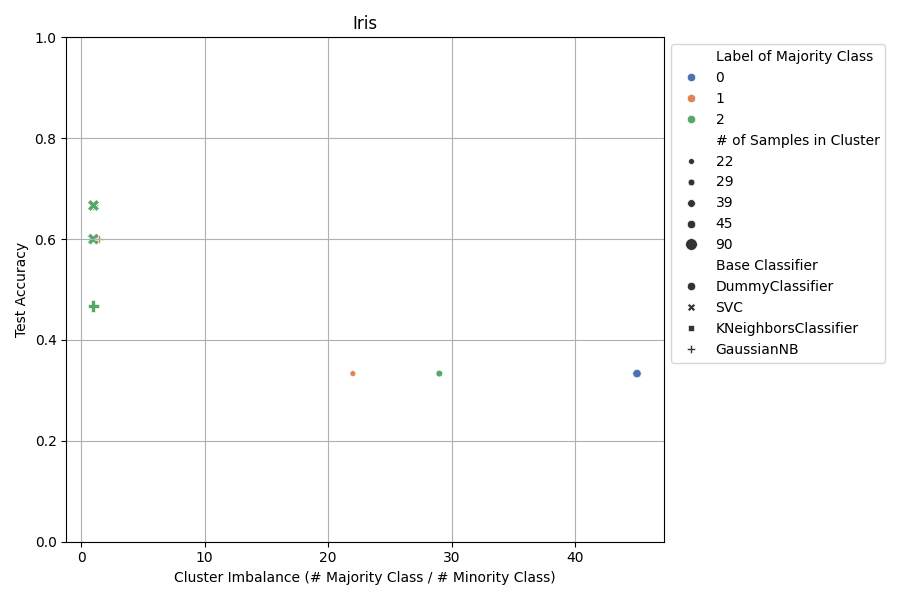 Iris
1.0
0.8
0.6
0.4
0.2
0.0
Test Accuracy
0
10
20
30
40
Cluster Imbalance (# Majority Class / # Minority Class)
Label of Majority Class
0
1
2
# of Samples in Cluster
22
29
39
45
90
Base Classifier
DummyClassifier
SVC
KNeighborsClassifier
GaussianNB